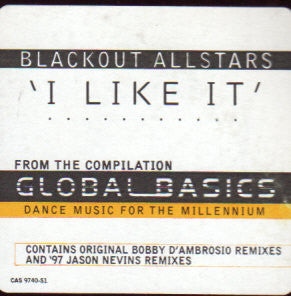 BLACKOUT ALLSTARS
'I LIKE IT'
FROM THE COMPILATION
GLOBAL BASICS
DANCE MUSIC FOR THE MILLENNIUM
CONTAINS ORIGINAL BOBBY D'AMBROSIO REMIXES
AND '97 JASON NEVINS REMIXES
CAS 9740-S1